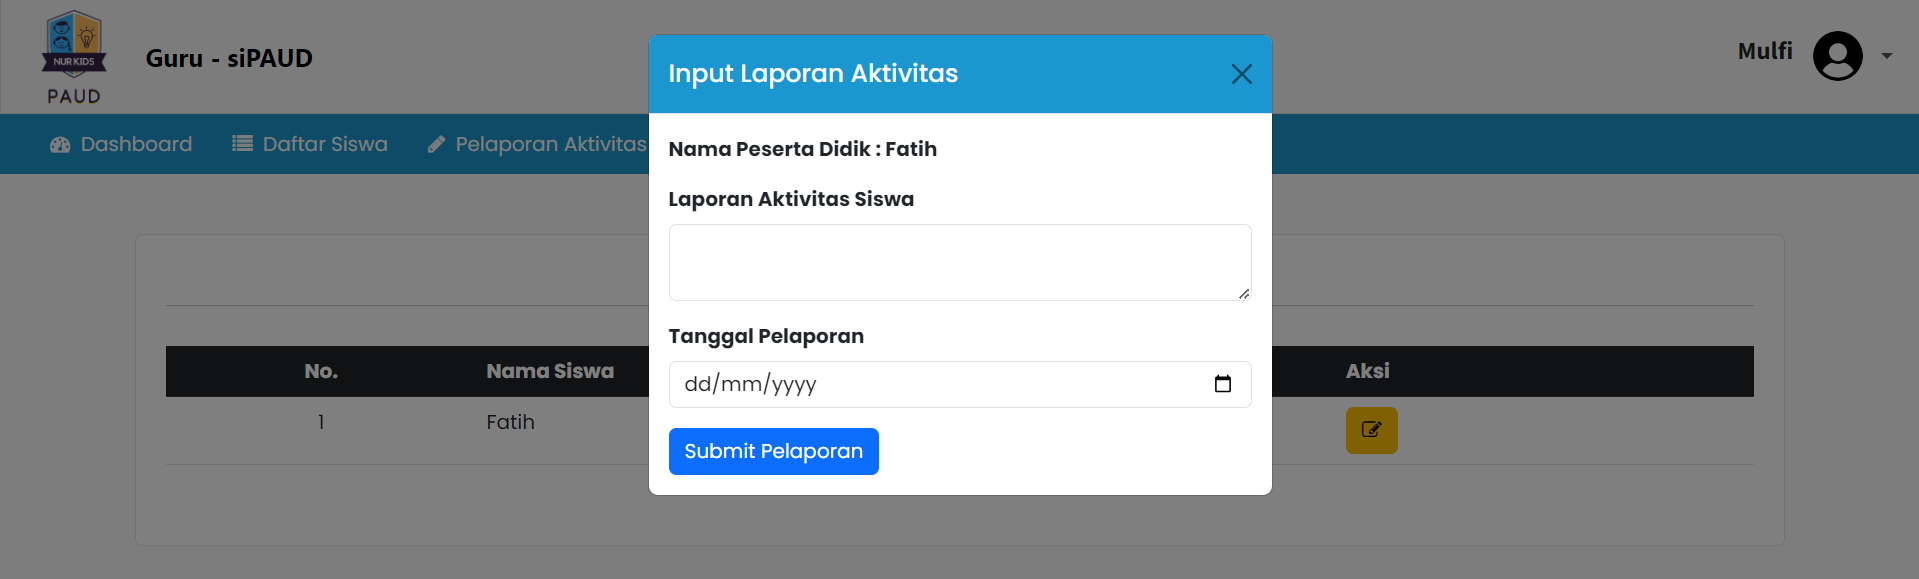 NUR KIDS
PAUD
Guru - siPAUD
Mulfi
Dashboard
Daftar Siswa
Pelaporan Aktivitas
Input Laporan Aktivitas
Nama Peserta Didik : Fatih
Laporan Aktivitas Siswa
Tanggal Pelaporan
dd/mm/yyyy
Submit Pelaporan
No. Nama Siswa Aksi
1 Fatih